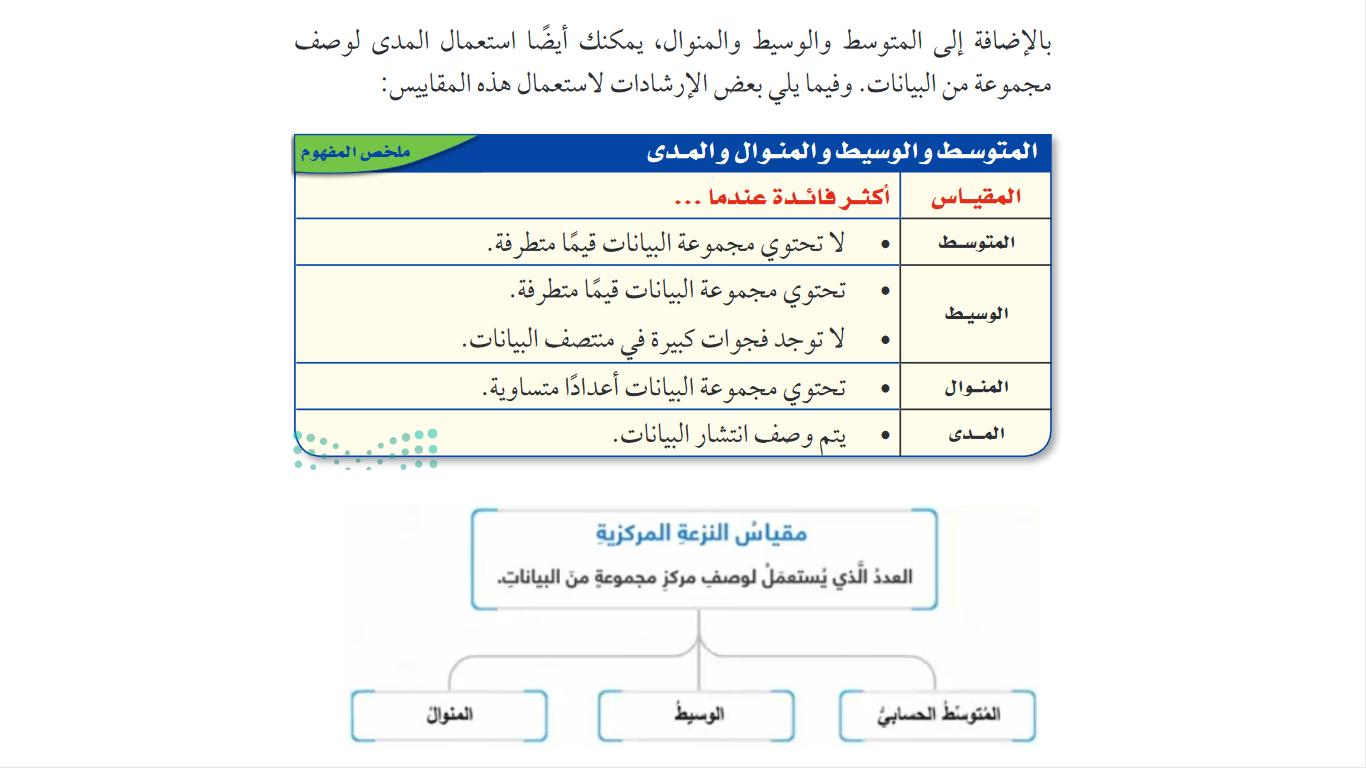 بالإضافة إلى المتوسط والوسيط والمنوال، يمكنك أيضًا استعمال المدى لوصف
مجموعة من البيانات. وفيما يلي بعض الإرشادات لاستعمال هذه المقاييس:
المتوسط والوسيط والمنوال والمدى
ملخص المفهوم
المقياس
أكثر فائدة عندما ...
المتوسط
• لا تحتوي مجموعة البيانات قيمًا متطرفة.
الوسيط
• تحتوي مجموعة البيانات قيمًا متطرفة.
• لا توجد فجوات كبيرة في منتصف البيانات.
المنوال
• تحتوي مجموعة البيانات أعدادًا متساوية.
المدى
• يتم وصف انتشار البيانات.
مقياسُ النزعةِ المركزيةِ
العددُ الَّذي يُستعمَلُ لوصفِ مركزِ مجموعةٍ منَ البياناتِ.
المُتوسّطُ الحسابيُّ
الوسيطُ
المنوالُ